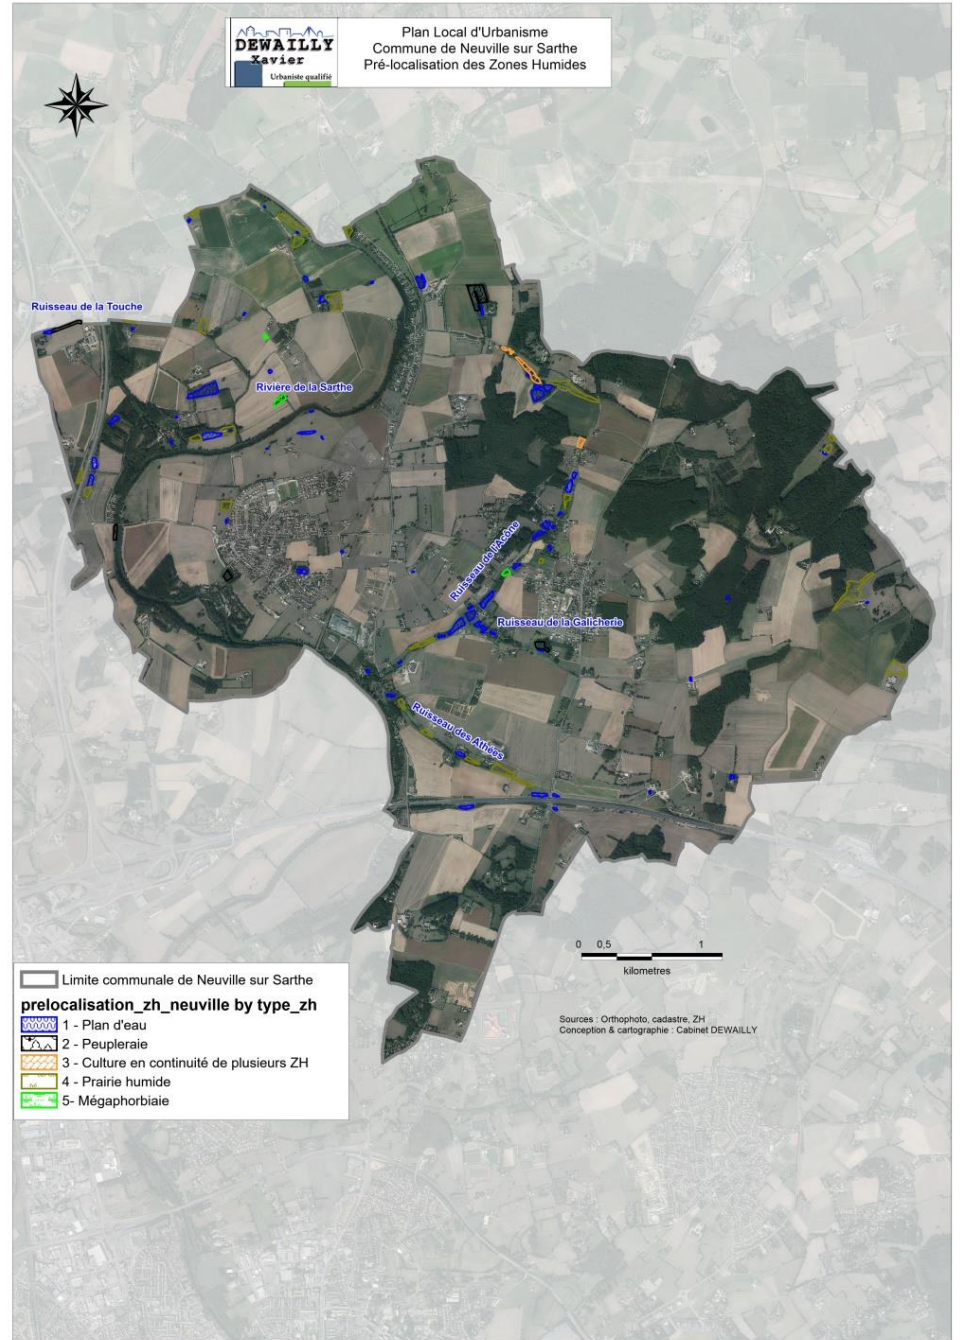 DEWAILLY
Xavier
Urbaniste qualifié
Plan Local d'Urbanisme
Commune de Neuville sur Sarthe
Pré-localisation des Zones Humides
Ruisseau de la Touche
Rivière de la Sarthe
Ruisseau de l'Acône
Ruisseau de la Galicherie
Ruisseau des Athées
0 0,5 1
kilometres
Limite communale de Neuville sur Sarthe
prelocalisation_zh_neuville by type_zh
1 - Plan d'eau
2 - Peupleraie
3 - Culture en continuité de plusieurs ZH
4 - Prairie humide
5- Mégaphorbiaie
Sources : Orthophoto, cadastre, ZH
Conception & cartographie : Cabinet DEWAILLY